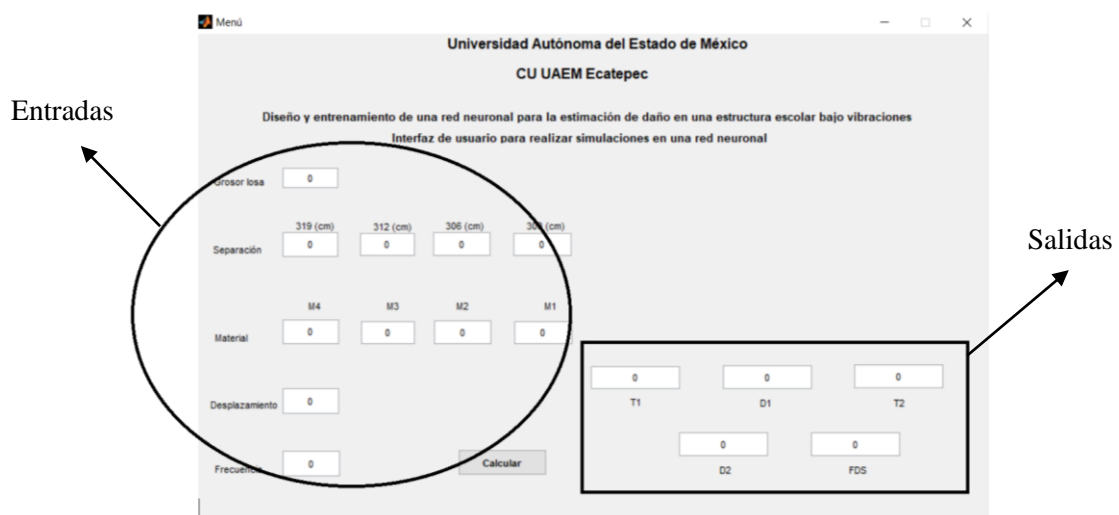 Menú
Universidad Autónoma del Estado de México
CU UAEM Ecatepec
Entradas
Diseño y entrenamiento de una red neuronal para la estimación de daño en una estructura escolar bajo vibraciones
Interfaz de usuario para realizar simulaciones en una red neuronal
Grosor losa 0
319 (cm) 312 (cm) 306 (cm) (cm)
Separación 0 0 0 0
Salidas
M4 M3 M2 M1
Material 0 0 0 0
0 0 0
T1 D1 T2
Desplazamiento 0
0 0
D2 FDS
Frecuencia 0
Calcular